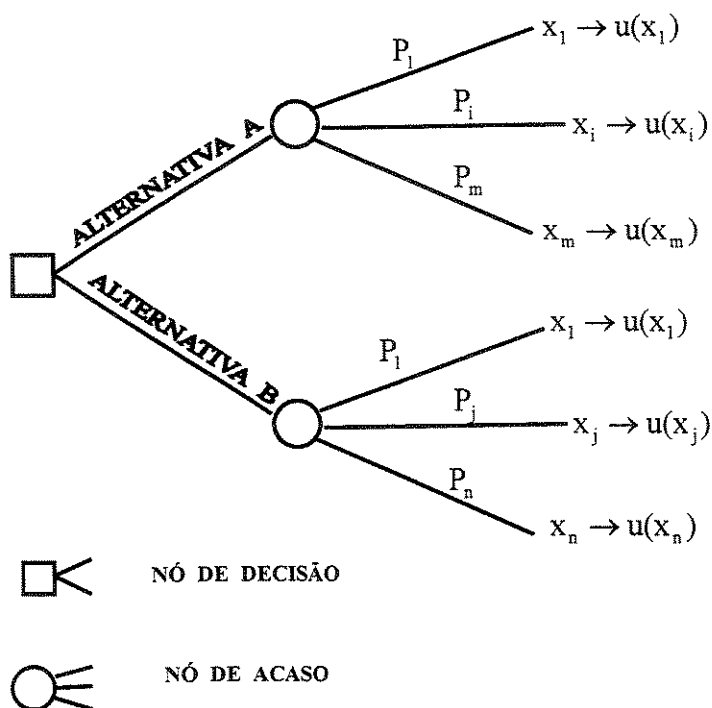 P₁
x₁ → u(x₁)
ALTERNATIVA A
Pᵢ
xᵢ → u(xᵢ)
Pₘ
xₘ → u(xₘ)
ALTERNATIVA B
P₁
x₁ → u(x₁)
Pⱼ
xⱼ → u(xⱼ)
Pₙ
xₙ → u(xₙ)
NÓ DE DECISÃO
NÓ DE ACASO